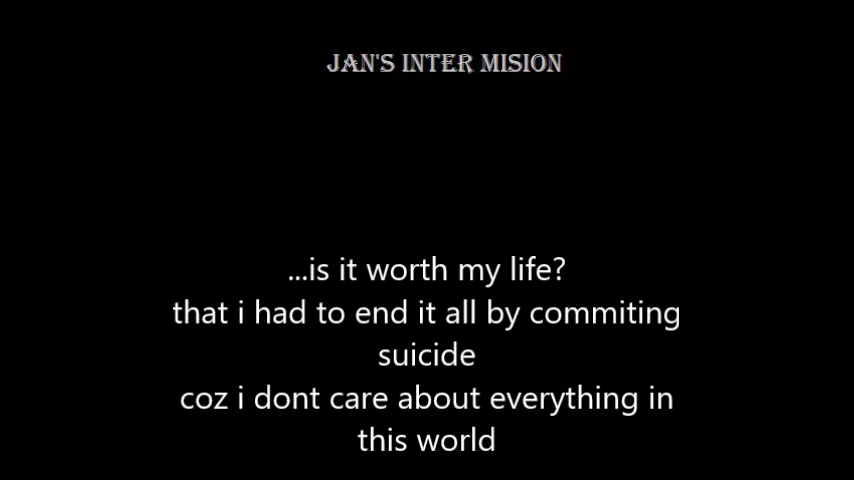 JAN'S INTER MISION
...is it worth my life?
that i had to end it all by commiting
suicide
coz i dont care about everything in
this world